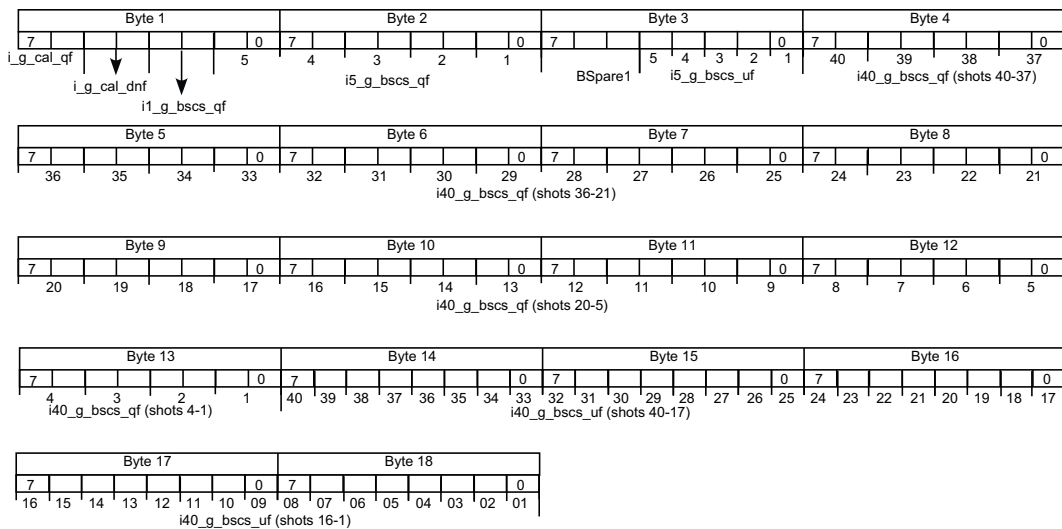 Byte 1 Byte 2 Byte 3 Byte 4
7 0 7 0 7 0 7 0
i_g_cal_qf 5 4 3 2 1 5 4 3 2 1 40 39 38 37
i_g_cal_dnf i5_g_bscs_qf BSpare1 i5_g_bscs_uf i40_g_bscs_qf (shots 40-37)
i1_g_bscs_qf
Byte 5 Byte 6 Byte 7 Byte 8
7 0 7 0 7 0 7 0
36 35 34 33 32 31 30 29 28 27 26 25 24 23 22 21
i40_g_bscs_qf (shots 36-21)
Byte 9 Byte 10 Byte 11 Byte 12
7 0 7 0 7 0 7 0
20 19 18 17 16 15 14 13 12 11 10 9 8 7 6 5
i40_g_bscs_qf (shots 20-5)
Byte 13 Byte 14 Byte 15 Byte 16
7 0 7 0 7 0 7 0
4 3 2 1 40 39 38 37 36 35 34 33 32 31 30 29 28 27 26 25 24 23 22 21 20 19 18 17
i40_g_bscs_qf (shots 4-1) i40_g_bscs_uf (shots 40-17)
Byte 17 Byte 18
7 0 7 0
16 15 14 13 12 11 10 09 08 07 06 05 04 03 02 01
i40_g_bscs_uf (shots 16-1)